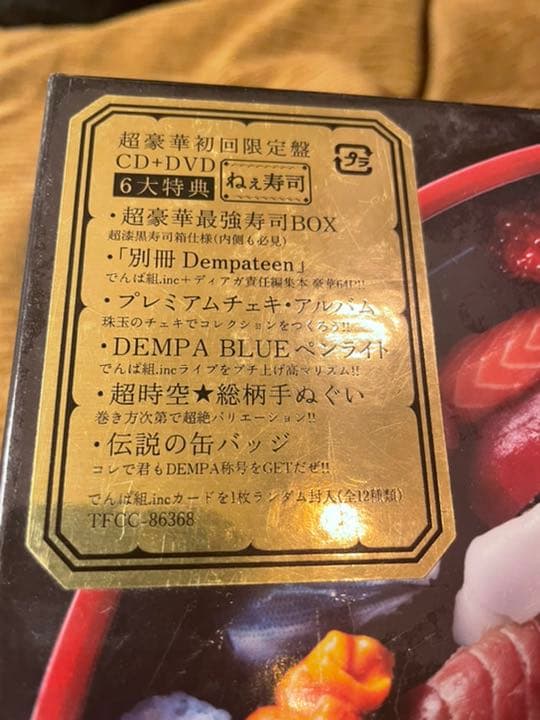 超豪華初回限定盤
CD+DVD
6大特典 ねぇ寿司
プラ
・超豪華最強寿司BOX
超漆黒寿司箱仕様(内側も必見)
・「別冊 Dempateen」
でんぱ組.inc+ディアガ責任編集本 豪華64P!!
・プレミアムチェキ・アルバム
珠玉のチェキでコレクションをつくろう!!
・DEMPA BLUEペンライト
でんぱ組.incライブをブチ上げ高マリズム!!
・超時空★総柄手ぬぐい
巻き方次第で超絶バリエーション!!
・伝説の缶バッジ
コレで君もDEMPA称号をGETだぜ!!
でんぱ組.incカードを1枚ランダム封入(全12種類)
TFCC-86368